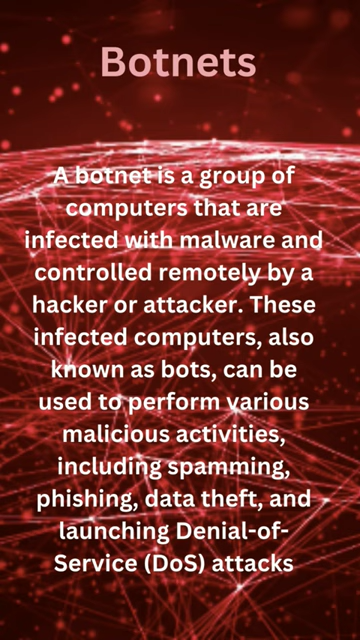 Botnets
A botnet is a group of
computers that are
infected with malware and
controlled remotely by a
hacker or attacker. These
infected computers, also
known as bots, can be
used to perform various
malicious activities,
including spamming,
phishing, data theft, and
launching Denial-of-
Service (DoS) attacks